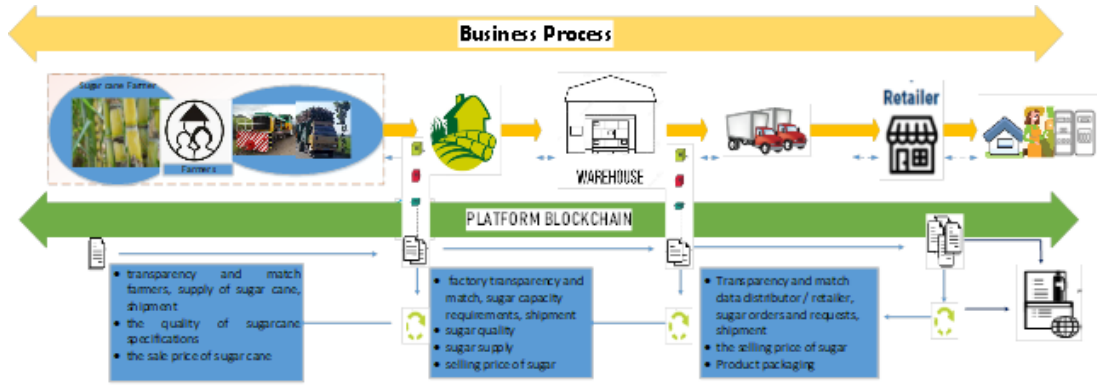 Business Process
Sugar cane Farmer
Farmers
WAREHOUSE
Retailer
PLATFORM BLOCKCHAIN
• transparency and match
farmers, supply of sugar cane,
shipment
• the quality of sugarcane
specifications
• the sale price of sugar cane
• factory transparency and
match, sugar capacity
requirements, shipment
• sugar quality
• sugar supply
• selling price of sugar
• Transparency and match
data distributor / retailer,
sugar orders and requests,
shipment
• the selling price of sugar
• Product packaging